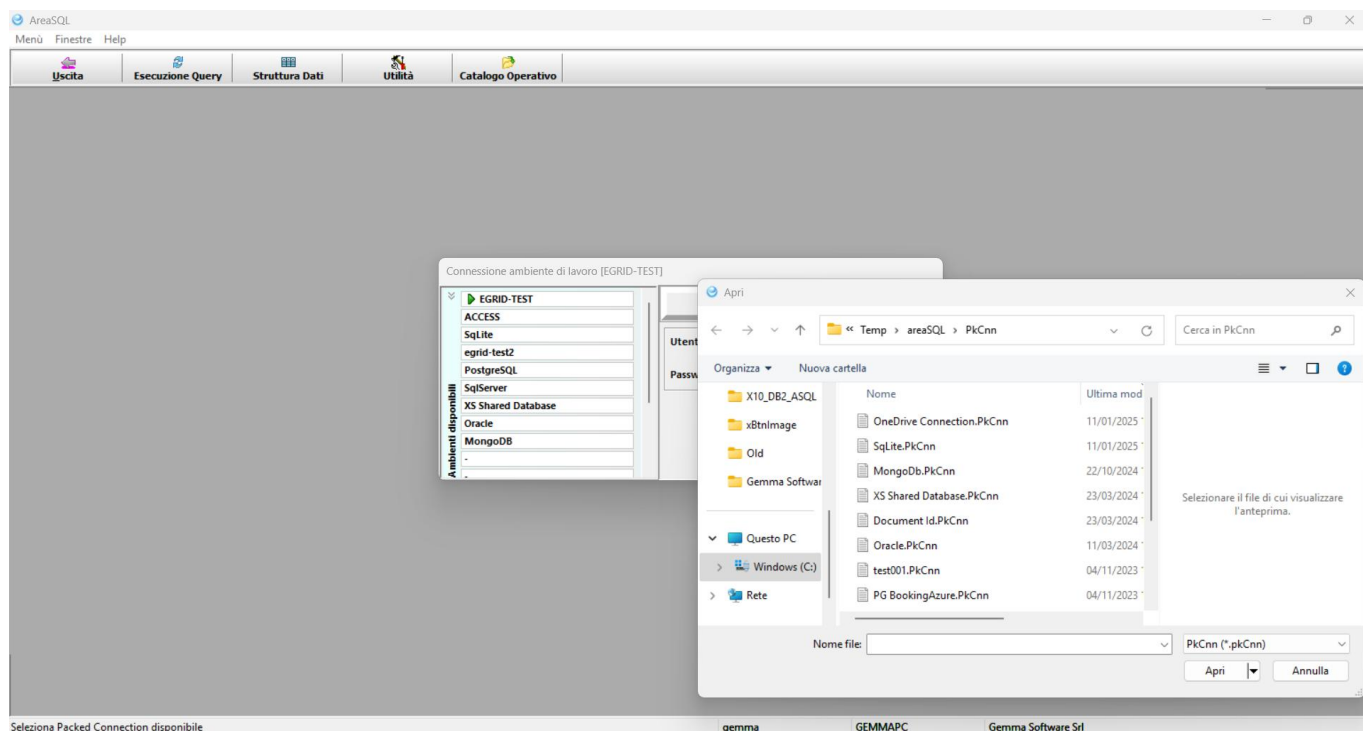 AreaSQL
Menù Finestre Help
Uscita Esecuzione Query Struttura Dati Utilità Catalogo Operativo
Connessione ambiente di lavoro [EGRID-TEST]
Ambienti disponibili
EGRID-TEST
ACCESS
SqLite
egrid-test2
PostgreSQL
SqlServer
XS Shared Database
Oracle
MongoDB
-
-
Utent
Passw
Apri
« Temp › areaSQL › PkCnn
Cerca in PkCnn
Organizza Nuova cartella
X10_DB2_ASQL
xBtnImage
Old
Gemma Softwar
Questo PC
Windows (C:)
Rete
Nome Ultima mod
OneDrive Connection.PkCnn 11/01/2025
SqLite.PkCnn 11/01/2025
MongoDb.PkCnn 22/10/2024
XS Shared Database.PkCnn 23/03/2024
Document Id.PkCnn 23/03/2024
Oracle.PkCnn 11/03/2024
test001.PkCnn 04/11/2023
PG BookingAzure.PkCnn 04/11/2023
Selezionare il file di cui visualizzare
l'anteprima.
Nome file:
PkCnn (*.pkCnn)
Apri Annulla
Seleziona Packed Connection disponibile gemma GEMMAPC Gemma Software Srl